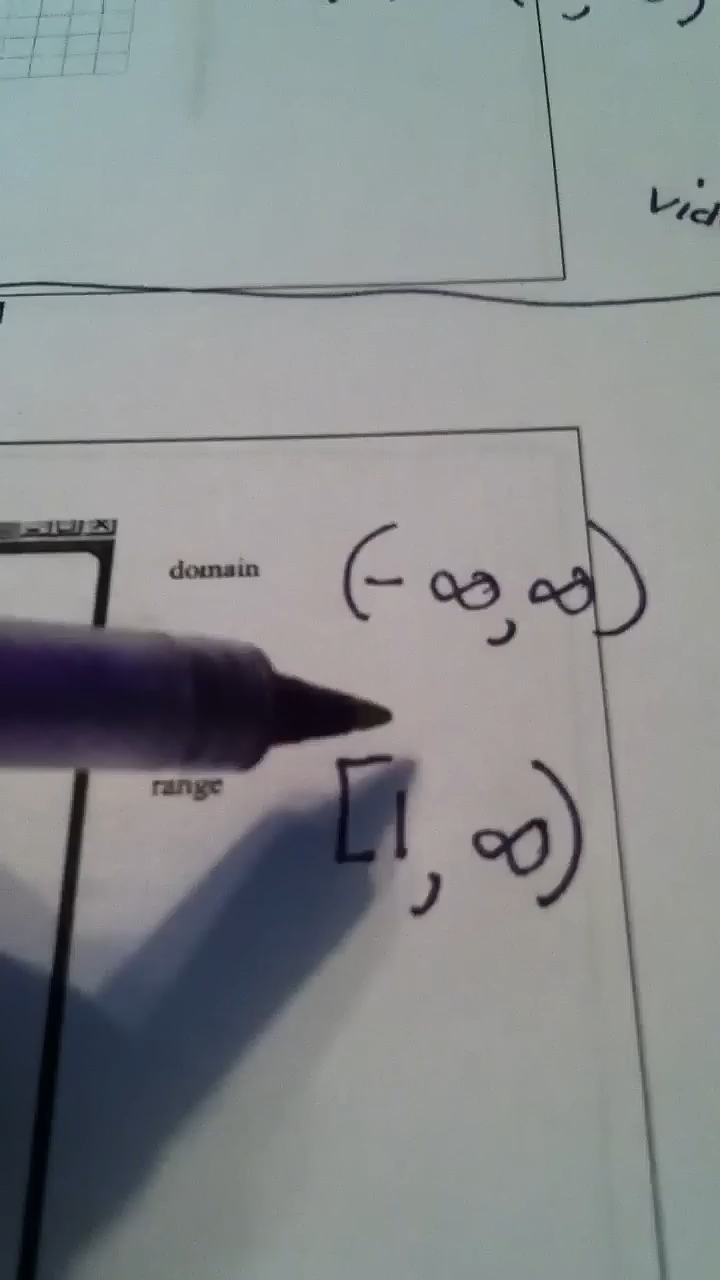 domain (-∞,∞)
range [1,∞)